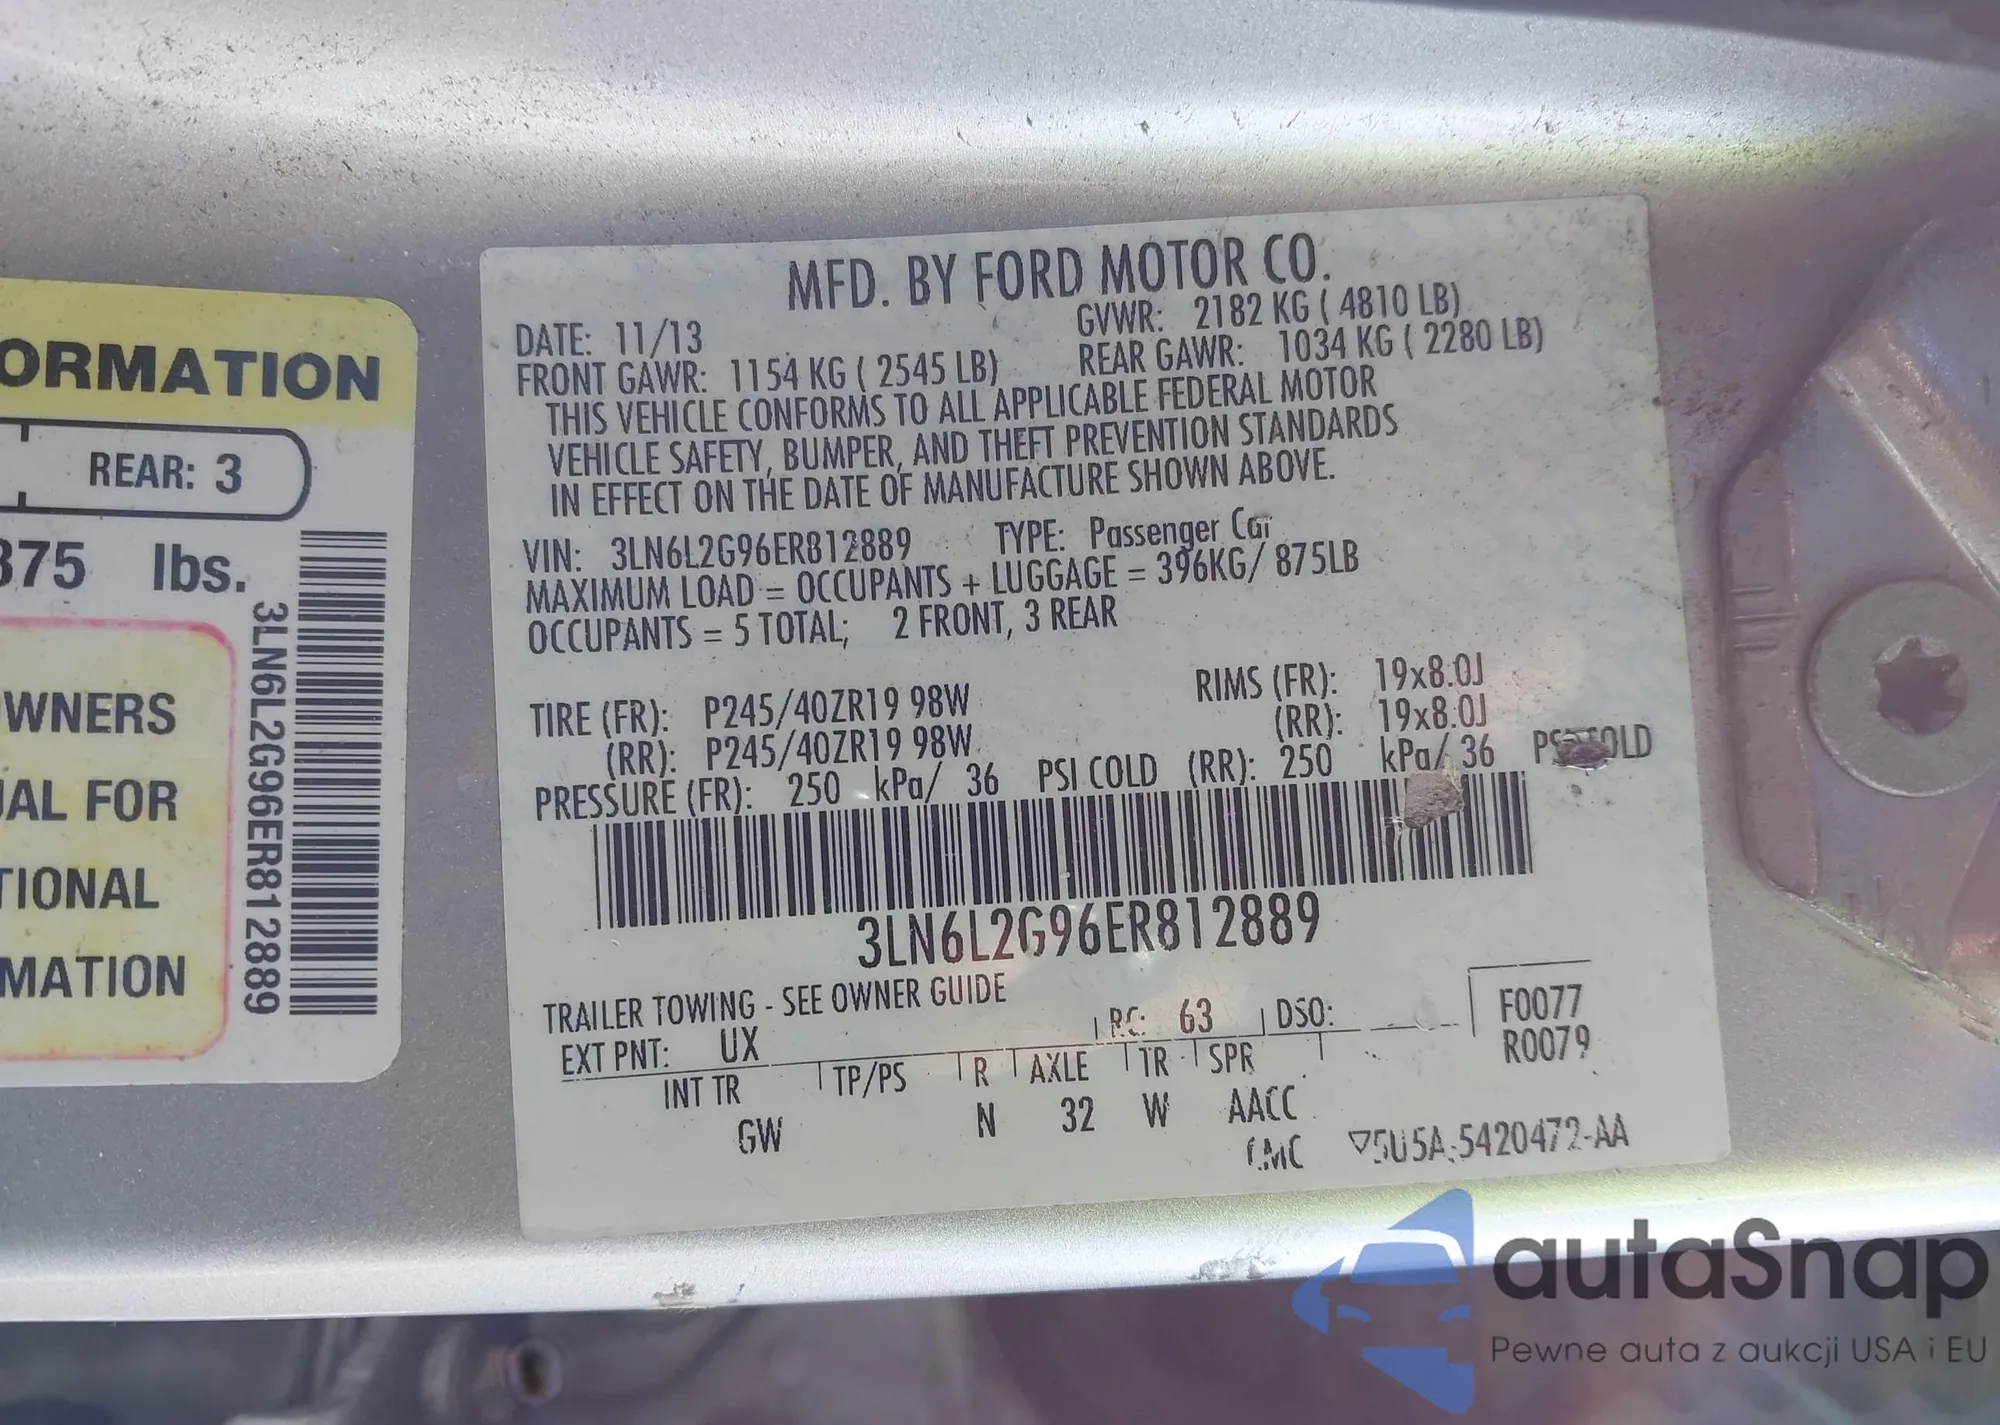 ORMATION
REAR: 3
875 lbs.
WNERS
UAL FOR
TIONAL
MATION
3LN6L2G96ER812889
MFD. BY FORD MOTOR CO.
DATE: 11/13 GVWR: 2182 KG ( 4810 LB)
FRONT GAWR: 1154 KG ( 2545 LB) REAR GAWR: 1034 KG ( 2280 LB)
THIS VEHICLE CONFORMS TO ALL APPLICABLE FEDERAL MOTOR
VEHICLE SAFETY, BUMPER, AND THEFT PREVENTION STANDARDS
IN EFFECT ON THE DATE OF MANUFACTURE SHOWN ABOVE.
VIN: 3LN6L2G96ER812889 TYPE: Passenger Car
MAXIMUM LOAD = OCCUPANTS + LUGGAGE = 396KG/ 875LB
OCCUPANTS = 5 TOTAL; 2 FRONT, 3 REAR
TIRE (FR): P245/40ZR19 98W RIMS (FR): 19x8.0J
(RR): P245/40ZR19 98W (RR): 19x8.0J
PRESSURE (FR): 250 kPa/ 36 PSI COLD (RR): 250 kPa/ 36 PSI COLD
3LN6L2G96ER812889
TRAILER TOWING - SEE OWNER GUIDE
EXT PNT: UX RC: 63 DSO: F0077
INT TR TP/PS R AXLE TR SPR R0079
GW N 32 W AACC
5U5A-5420472-AA
autaSnap
Pewne auta z aukcji USA i EU